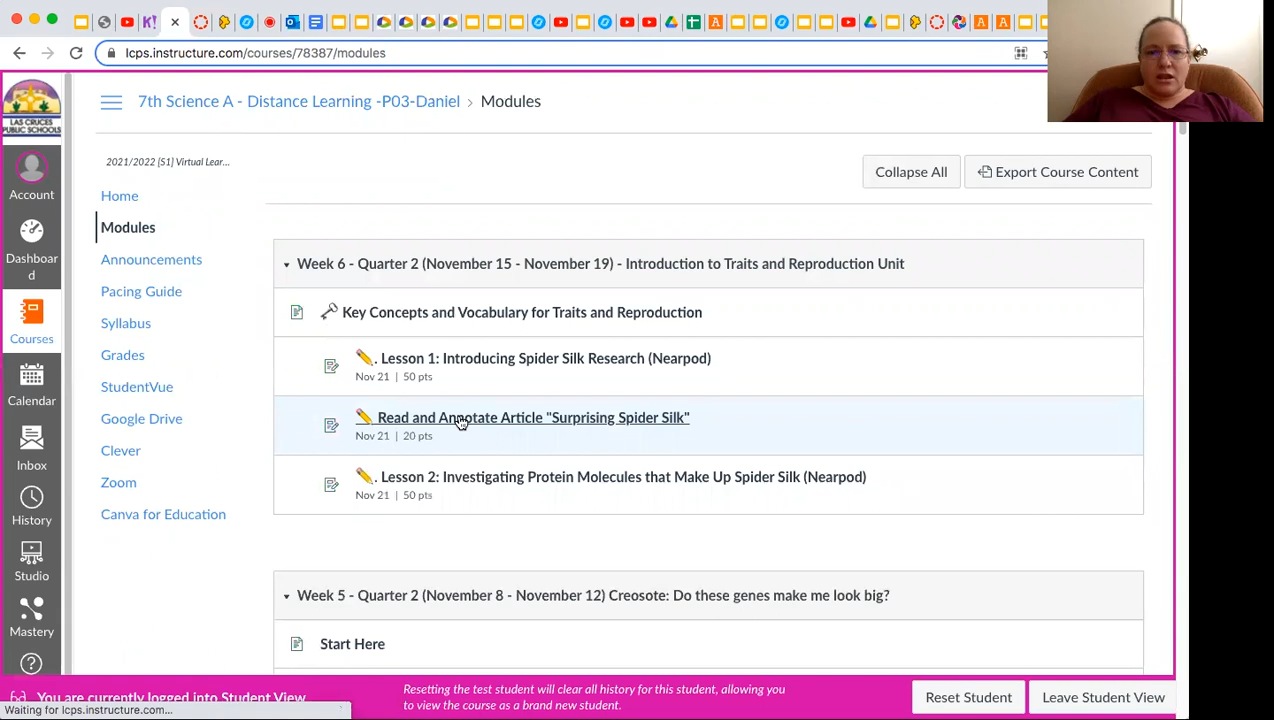 lcps.instructure.com/courses/78387/modules
LAS CRUCES
PUBLIC SCHOOLS
7th Science A - Distance Learning -P03-Daniel › Modules
2021/2022 [S1] Virtual Lear...
Collapse All
Export Course Content
Account
Dashboar
d
Courses
Calendar
Inbox
History
Studio
Mastery
Home
Modules
Announcements
Pacing Guide
Syllabus
Grades
StudentVue
Google Drive
Clever
Zoom
Canva for Education
Week 6 - Quarter 2 (November 15 - November 19) - Introduction to Traits and Reproduction Unit
Key Concepts and Vocabulary for Traits and Reproduction
. Lesson 1: Introducing Spider Silk Research (Nearpod)
Nov 21 | 50 pts
Read and Annotate Article "Surprising Spider Silk"
Nov 21 | 20 pts
. Lesson 2: Investigating Protein Molecules that Make Up Spider Silk (Nearpod)
Nov 21 | 50 pts
Week 5 - Quarter 2 (November 8 - November 12) Creosote: Do these genes make me look big?
Start Here
You are currently logged into Student View
Resetting the test student will clear all history for this student, allowing you
to view the course as a brand new student.
Reset Student
Leave Student View
Waiting for lcps.instructure.com...